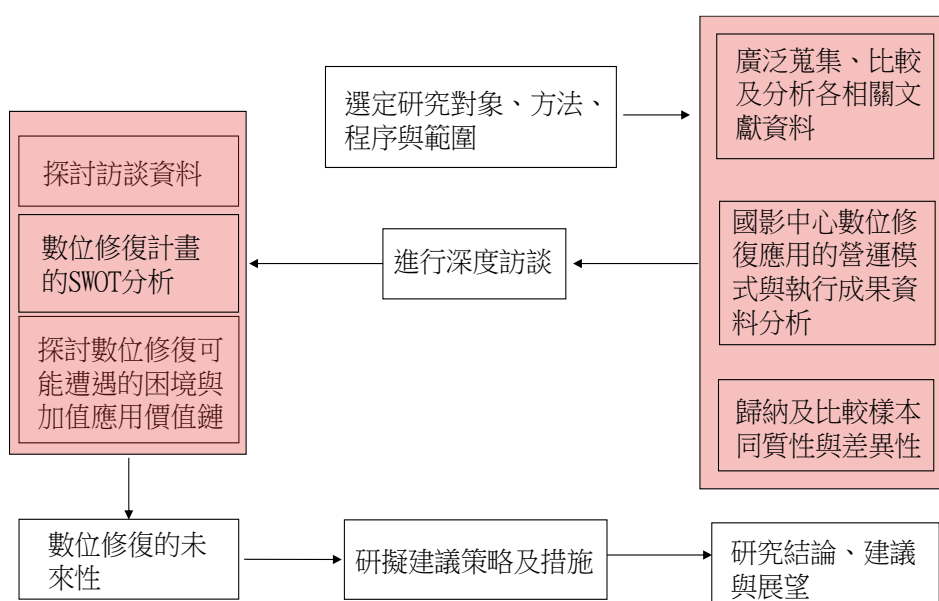 選定研究對象、方法、
程序與範圍
廣泛蒐集、比較
及分析各相關文
獻資料
國影中心數位修
復應用的營運模
式與執行成果資
料分析
歸納及比較樣本
同質性與差異性
進行深度訪談
探討訪談資料
數位修復計畫
的SWOT分析
探討數位修復可
能遭遇的困境與
加值應用價值鏈
數位修復的未
來性
研擬建議策略及措施
研究結論、建議
與展望